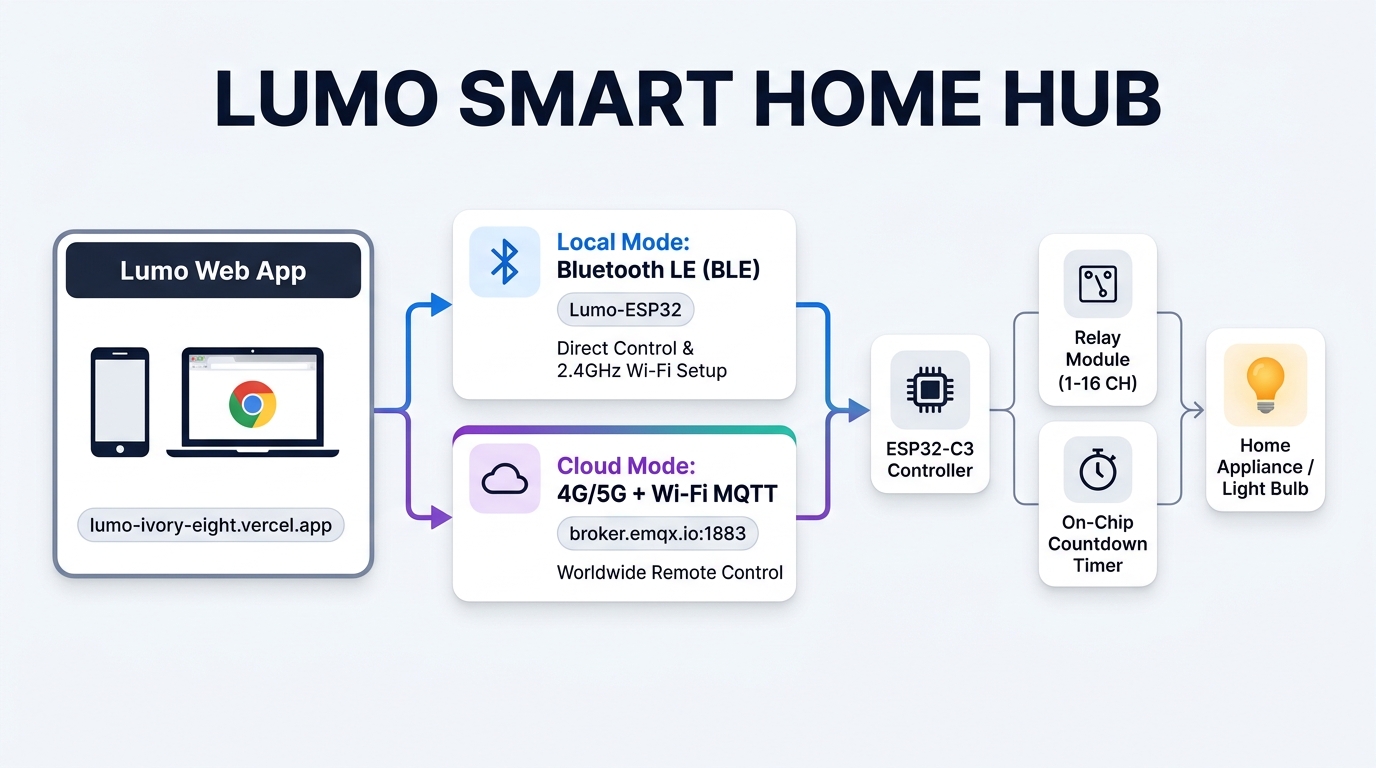 LUMO SMART HOME HUB
Lumo Web App
lumo-ivory-eight.vercel.app
Local Mode:
Bluetooth LE (BLE)
Lumo-ESP32
Direct Control &
2.4GHz Wi-Fi Setup
Cloud Mode:
4G/5G + Wi-Fi MQTT
broker.emqx.io:1883
Worldwide Remote Control
ESP32-C3
Controller
Relay
Module
(1-16 CH)
On-Chip
Countdown
Timer
Home
Appliance /
Light Bulb